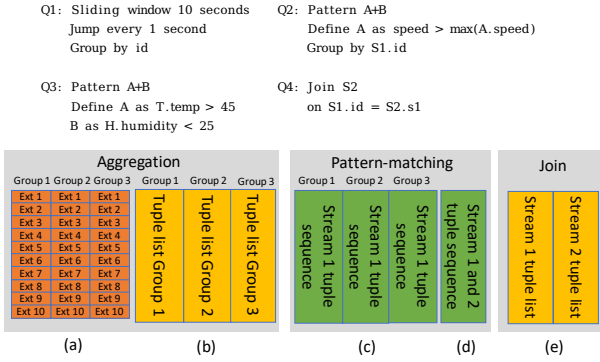 Q1: Sliding window 10 seconds
Jump every 1 second
Group by id
Q2: Pattern A+B
Define A as speed > max(A.speed)
Group by S1.id
Q3: Pattern A+B
Define A as T.temp > 45
B as H.humidity < 25
Q4: Join S2
on S1.id = S2.s1
Aggregation
Group 1 Group 2 Group 3
Group 1 Group 2 Group 3
Ext 1 Ext 1 Ext 1
Ext 2 Ext 2 Ext 2
Ext 3 Ext 3 Ext 3
Ext 4 Ext 4 Ext 4
Ext 5 Ext 5 Ext 5
Ext 6 Ext 6 Ext 6
Ext 7 Ext 7 Ext 7
Ext 8 Ext 8 Ext 8
Ext 9 Ext 9 Ext 9
Ext 10 Ext 10 Ext 10
Tuple list Group 1
Tuple list Group 2
Tuple list Group 3
Pattern-matching
Group 1 Group 2 Group 3
Stream 1 tuple
sequence
Stream 1 tuple
sequence
Stream 1 tuple
sequence
Stream 1 and 2
tuple sequence
Join
Stream 1 tuple list
Stream 2 tuple list
(a) (b) (c) (d) (e)